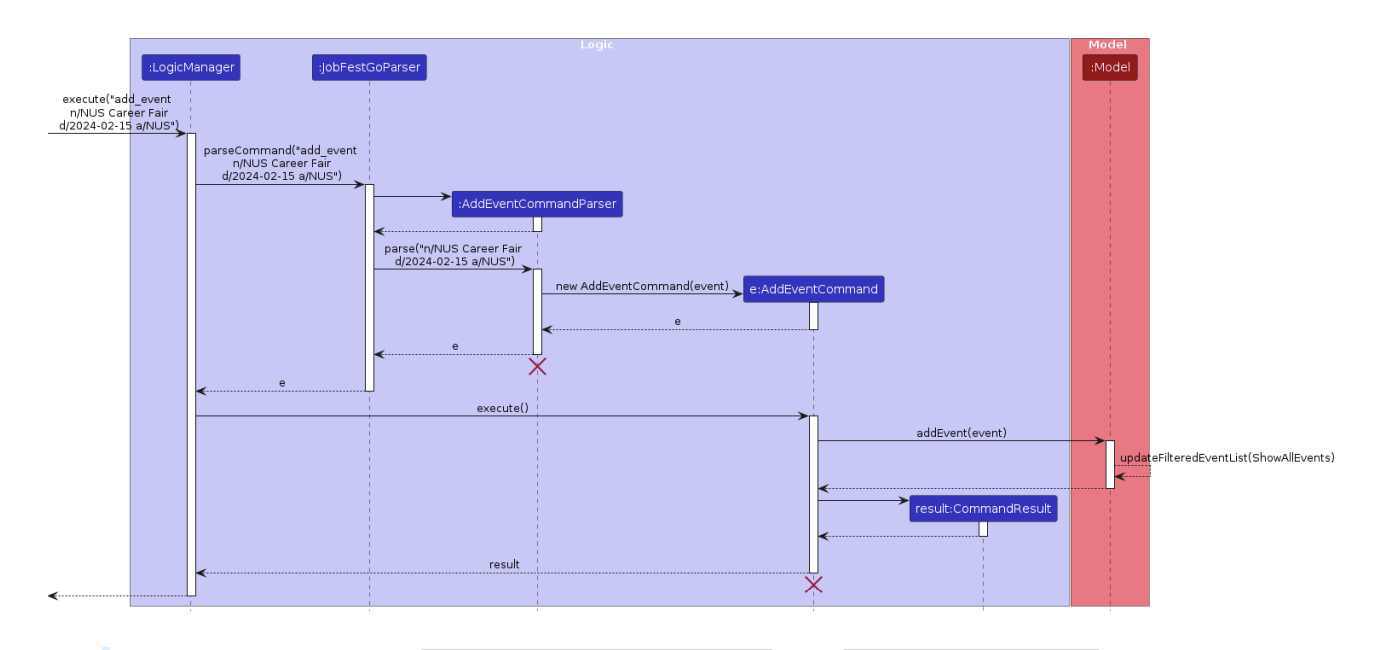 Logic
Model
:LogicManager
:JobFestGoParser
:Model
execute("add_event
n/NUS Career Fair
d/2024-02-15 a/NUS")
parseCommand("add_event
n/NUS Career Fair
d/2024-02-15 a/NUS")
:AddEventCommandParser
parse("n/NUS Career Fair
d/2024-02-15 a/NUS")
new AddEventCommand(event)
e:AddEventCommand
e
e
e
execute()
addEvent(event)
updateFilteredEventList(ShowAllEvents)
result:CommandResult
result